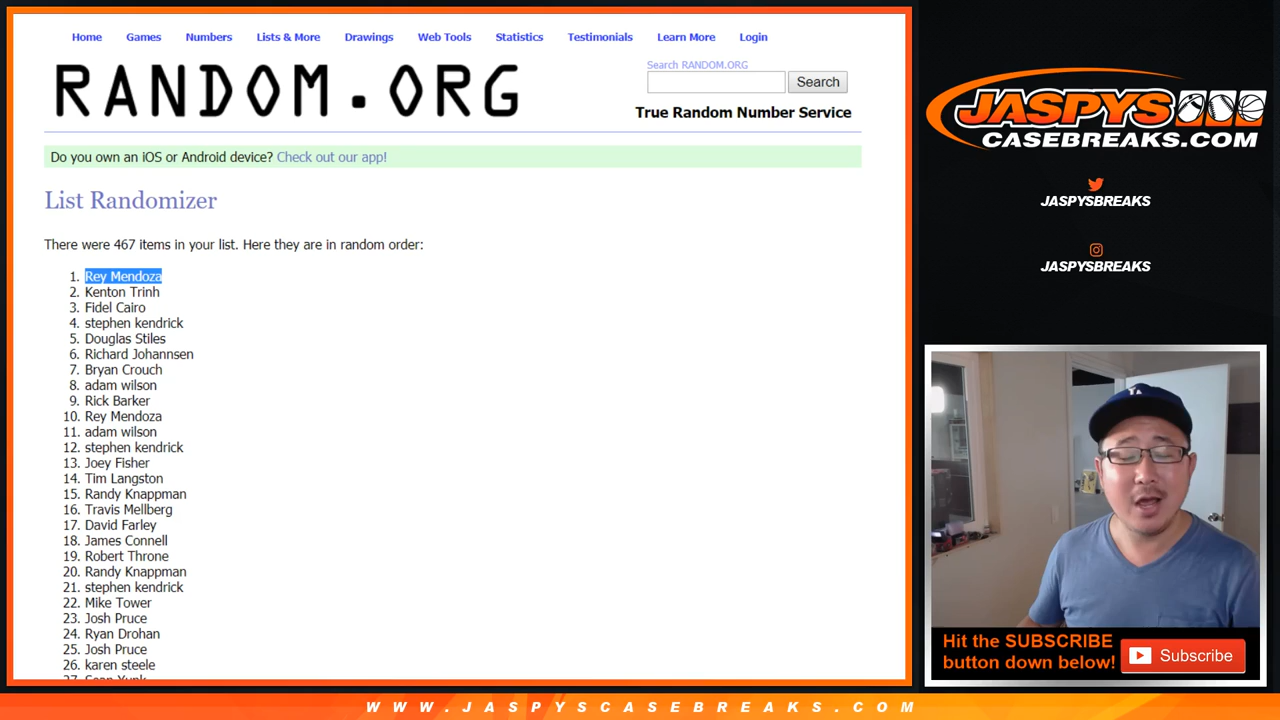 Home Games Numbers Lists & More Drawings Web Tools Statistics Testimonials Learn More Login
RANDOM.ORG
Search RANDOM.ORG
Search
True Random Number Service
Do you own an iOS or Android device? Check out our app!
List Randomizer
There were 467 items in your list. Here they are in random order:
1. Rey Mendoza
2. Kenton Trinh
3. Fidel Cairo
4. stephen kendrick
5. Douglas Stiles
6. Richard Johannsen
7. Bryan Crouch
8. adam wilson
9. Rick Barker
10. Rey Mendoza
11. adam wilson
12. stephen kendrick
13. Joey Fisher
14. Tim Langston
15. Randy Knappman
16. Travis Mellberg
17. David Farley
18. James Connell
19. Robert Throne
20. Randy Knappman
21. stephen kendrick
22. Mike Tower
23. Josh Pruce
24. Ryan Drohan
25. Josh Pruce
26. karen steele
JASPYS
CASEBREAKS.COM
JASPYSBREAKS
JASPYSBREAKS
LA
Hit the SUBSCRIBE
button down below!
Subscribe
WWW.JASPYSCASEBREAKS.COM